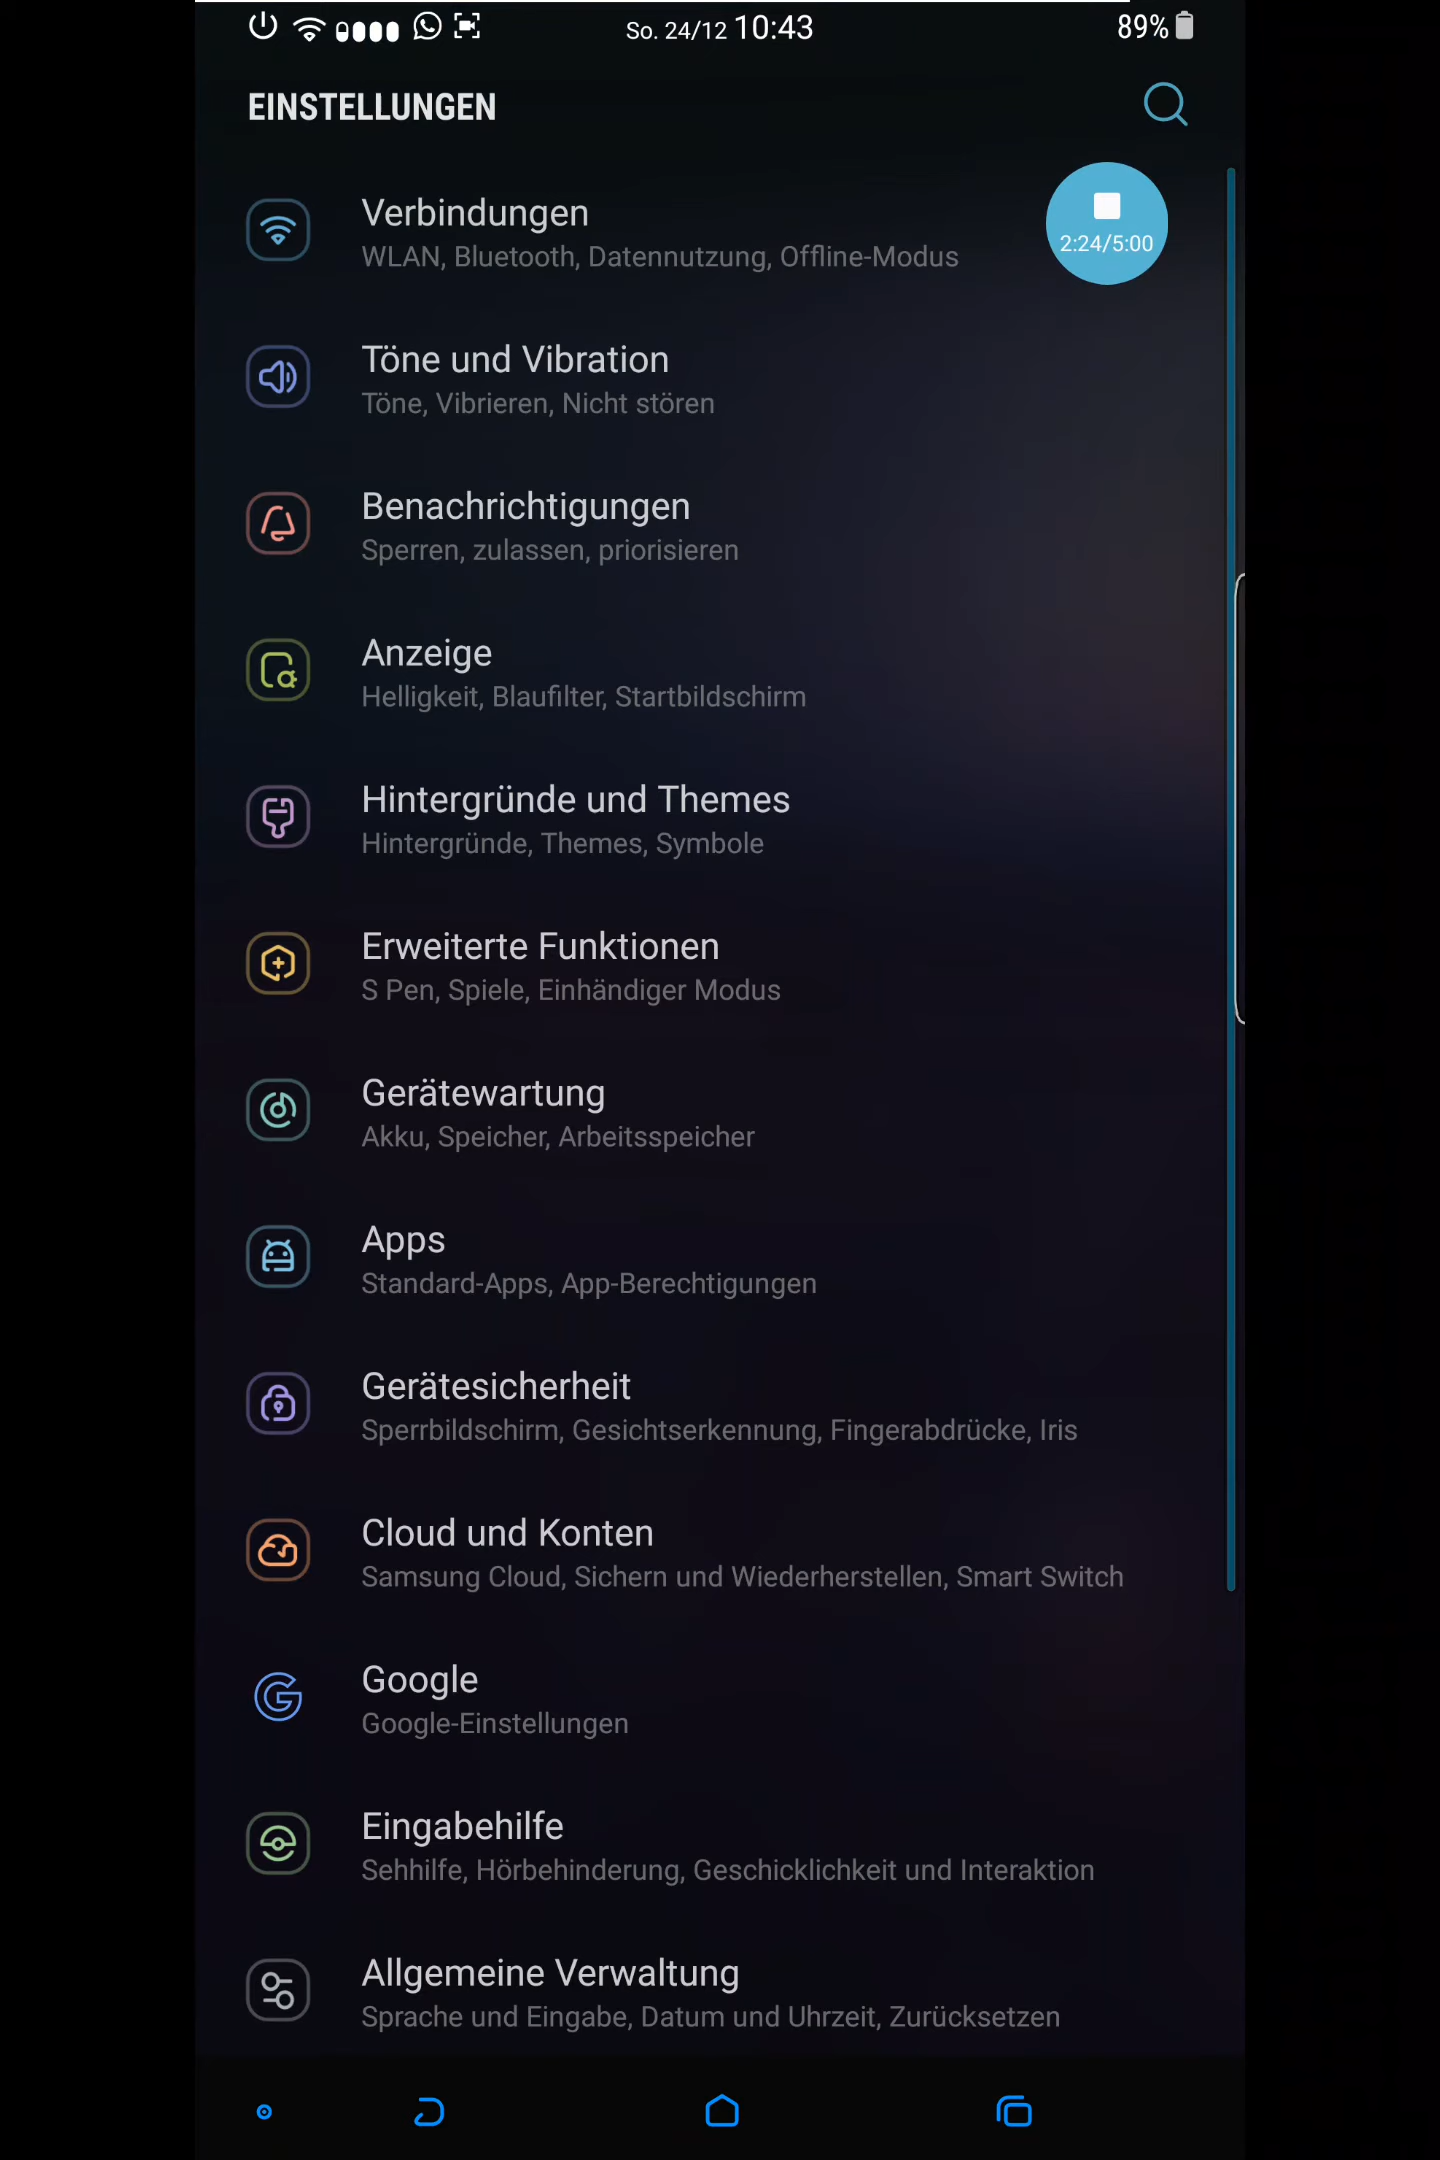 So. 24/12 10:43
89%
EINSTELLUNGEN
Verbindungen
WLAN, Bluetooth, Datennutzung, Offline-Modus
2:24/5:00
Töne und Vibration
Töne, Vibrieren, Nicht stören
Benachrichtigungen
Sperren, zulassen, priorisieren
Anzeige
Helligkeit, Blaufilter, Startbildschirm
Hintergründe und Themes
Hintergründe, Themes, Symbole
Erweiterte Funktionen
S Pen, Spiele, Einhändiger Modus
Gerätewartung
Akku, Speicher, Arbeitsspeicher
Apps
Standard-Apps, App-Berechtigungen
Gerätesicherheit
Sperrbildschirm, Gesichtserkennung, Fingerabdrücke, Iris
Cloud und Konten
Samsung Cloud, Sichern und Wiederherstellen, Smart Switch
Google
Google-Einstellungen
Eingabehilfe
Sehhilfe, Hörbehinderung, Geschicklichkeit und Interaktion
Allgemeine Verwaltung
Sprache und Eingabe, Datum und Uhrzeit, Zurücksetzen